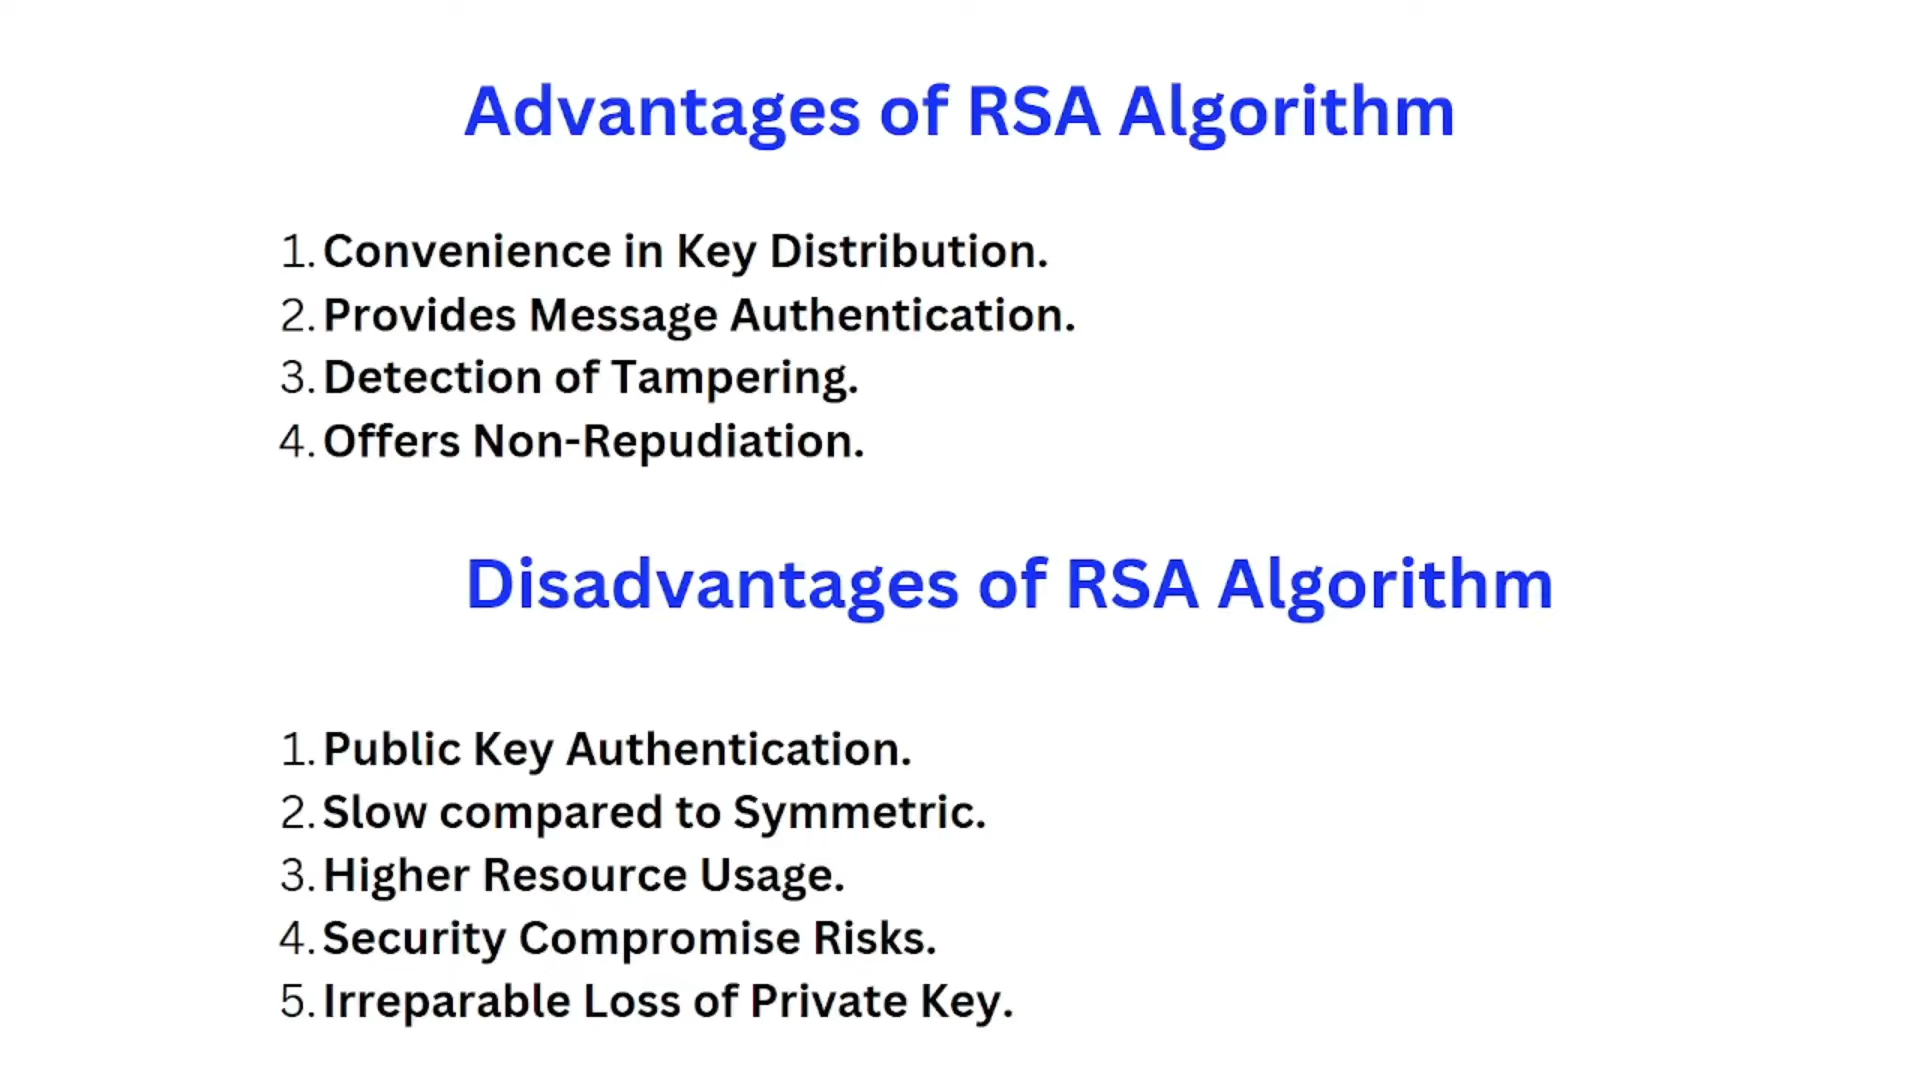 Advantages of RSA Algorithm
1. Convenience in Key Distribution.
2. Provides Message Authentication.
3. Detection of Tampering.
4. Offers Non-Repudiation.
Disadvantages of RSA Algorithm
1. Public Key Authentication.
2. Slow compared to Symmetric.
3. Higher Resource Usage.
4. Security Compromise Risks.
5. Irreparable Loss of Private Key.